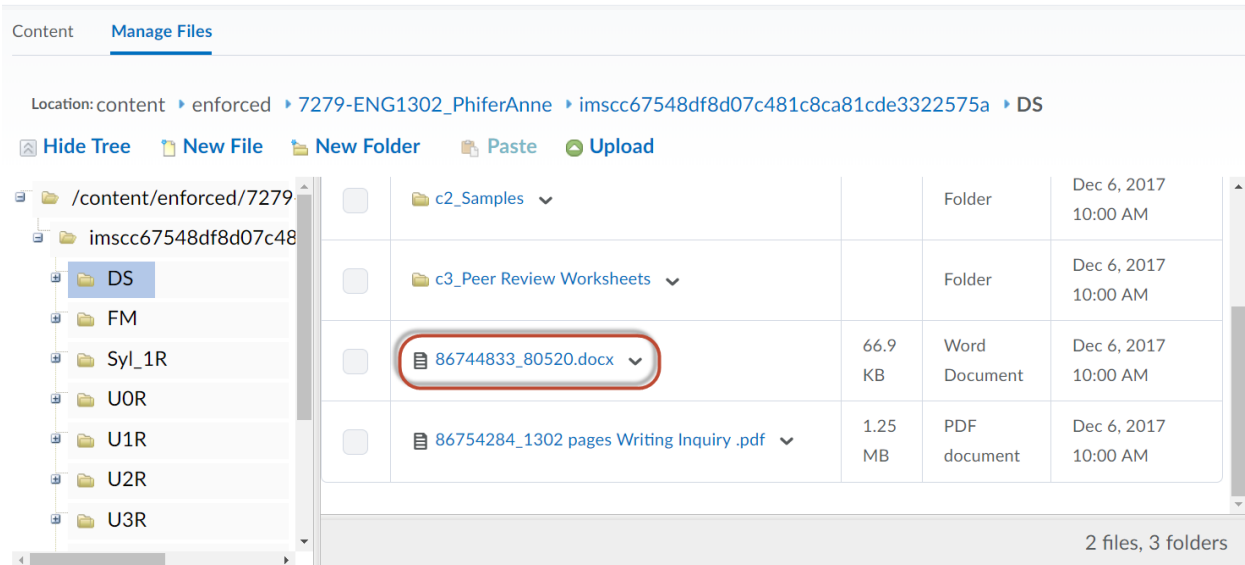 Content Manage Files
Location: content enforced 7279-ENG1302_PhiferAnne imscc67548df8d07c481c8ca81cde3322575a DS
Hide Tree New File New Folder Paste Upload
/content/enforced/7279
imscc67548df8d07c48
DS
FM
Syl_1R
U0R
U1R
U2R
U3R
c2_Samples Folder Dec 6, 2017
10:00 AM
c3_Peer Review Worksheets Folder Dec 6, 2017
10:00 AM
86744833_80520.docx 66.9 Word Dec 6, 2017
KB Document 10:00 AM
86754284_1302 pages Writing Inquiry .pdf 1.25 PDF Dec 6, 2017
MB document 10:00 AM
2 files, 3 folders